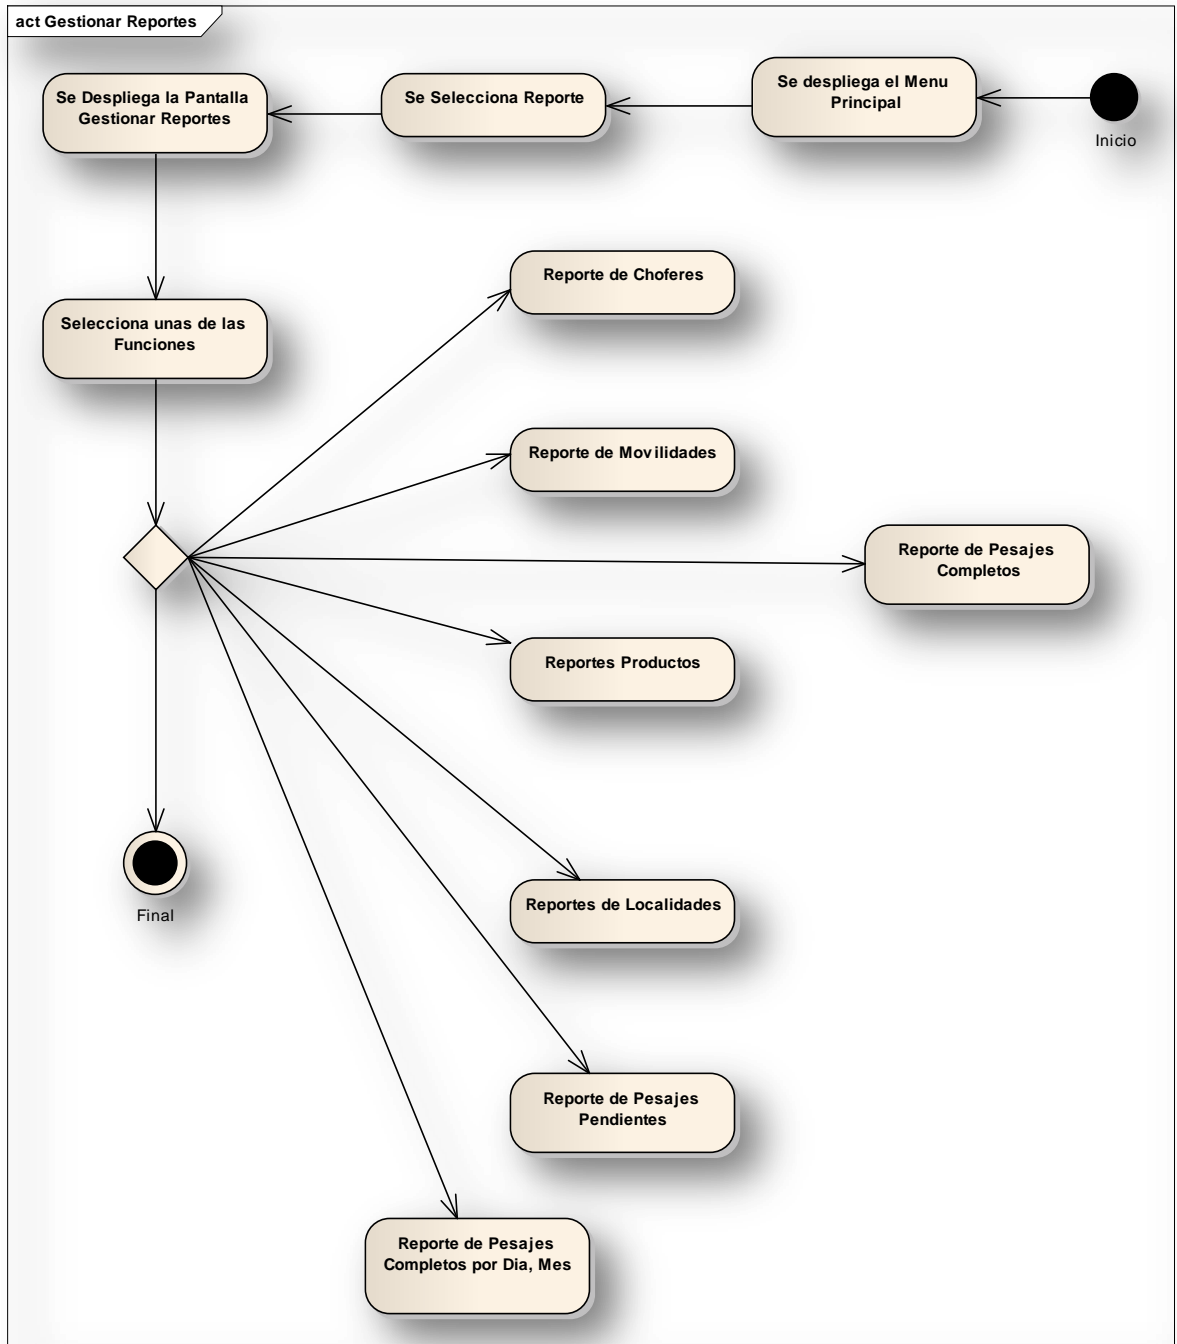 act Gestionar Reportes
Se Despliega la Pantalla
Gestionar Reportes
Se Selecciona Reporte
Se despliega el Menu
Principal
Inicio
Reporte de Choferes
Selecciona unas de las
Funciones
Reporte de Movilidades
Reporte de Pesajes
Completos
Reportes Productos
Reportes de Localidades
Final
Reporte de Pesajes
Pendientes
Reporte de Pesajes
Completos por Dia, Mes